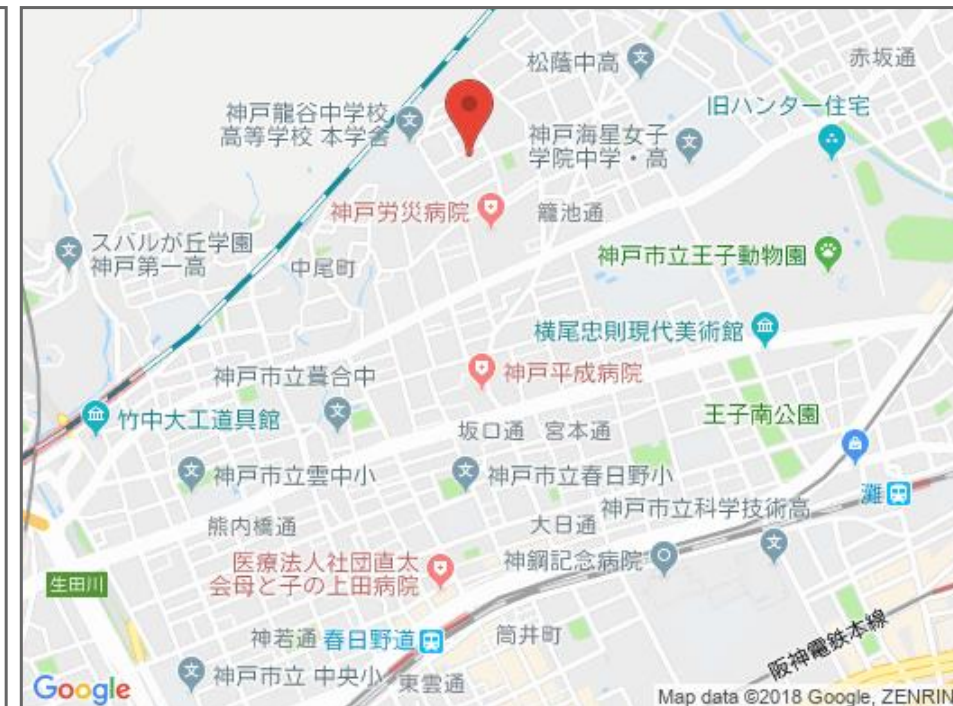 松蔭中高
赤坂通
旧ハンター住宅
神戸龍谷中学校
高等学校 本学舎
神戸海星女子
学院中学・高
神戸労災病院
籠池通
スバルが丘学園
神戸第一高
中尾町
神戸市立王子動物園
横尾忠則現代美術館
神戸市立葺合中
神戸平成病院
竹中大工道具館
坂口通
宮本通
王子南公園
神戸市立雲中小
神戸市立春日野小
灘
神戸市立科学技術高
熊内橋通
大日通
医療法人社団直太
会母と子の上田病院
神鋼記念病院
生田川
神若通
春日野道
筒井町
阪神電鉄本線
神戸市立 中央小
東雲通
Google
Map data ©2018 Google, ZENRIN